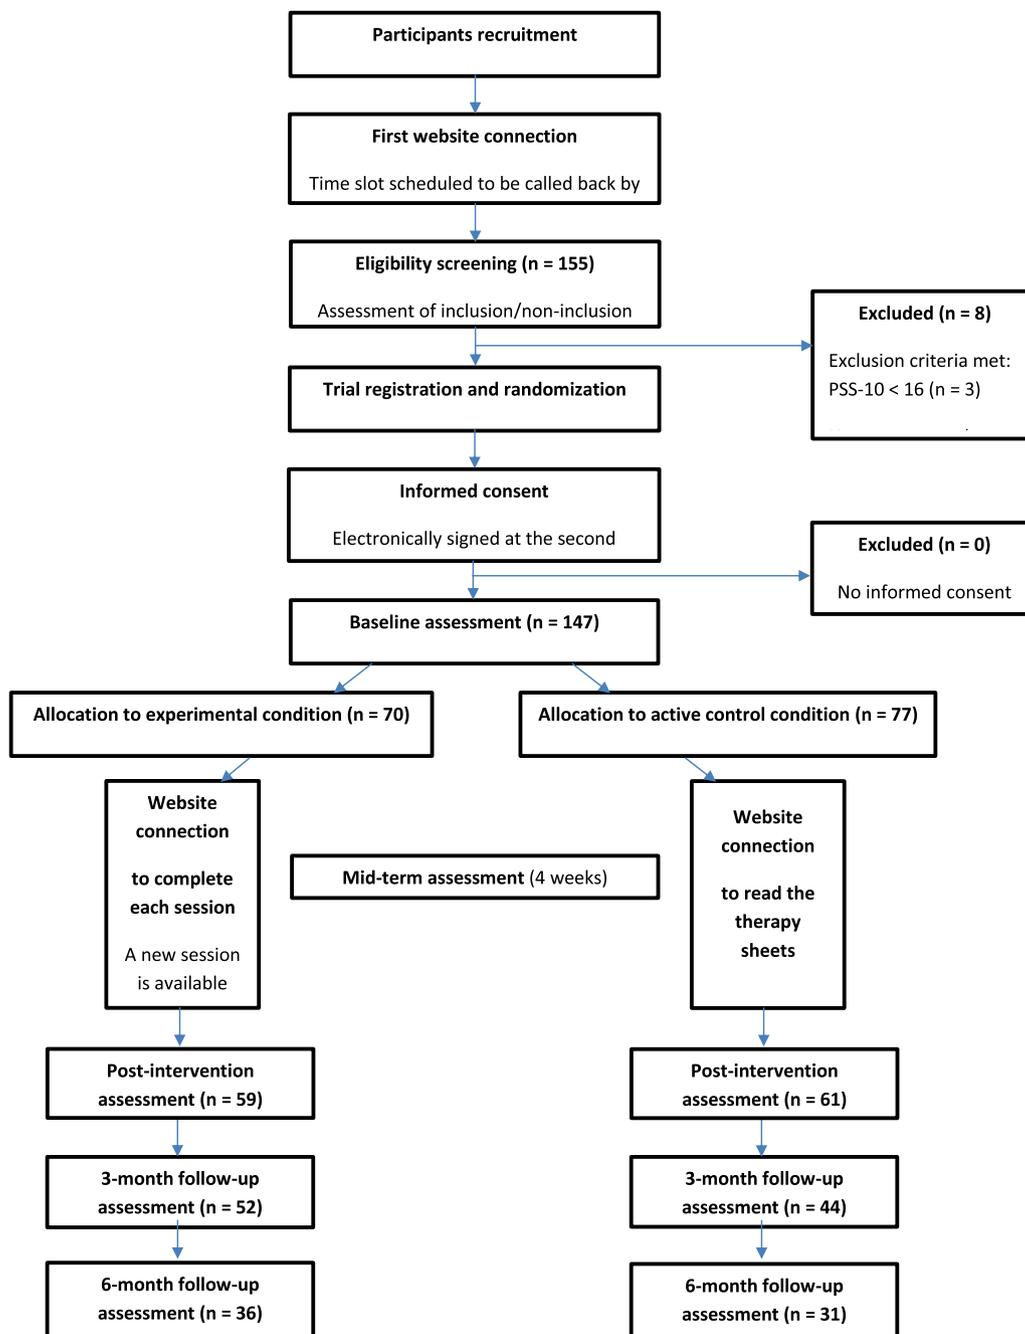 Participants recruitment
First website connection
Time slot scheduled to be called back by
Eligibility screening (n = 155)
Assessment of inclusion/non-inclusion
Excluded (n = 8)
Exclusion criteria met:
PSS-10 < 16 (n = 3)
Trial registration and randomization
Informed consent
Electronically signed at the second
Excluded (n = 0)
No informed consent
Baseline assessment (n = 147)
Allocation to experimental condition (n = 70)
Allocation to active control condition (n = 77)
Website
connection
to complete
each session
A new session
is available
Mid-term assessment (4 weeks)
Website
connection
to read the
therapy
sheets
Post-intervention
assessment (n = 59)
Post-intervention
assessment (n = 61)
3-month follow-up
assessment (n = 52)
3-month follow-up
assessment (n = 44)
6-month follow-up
assessment (n = 36)
6-month follow-up
assessment (n = 31)